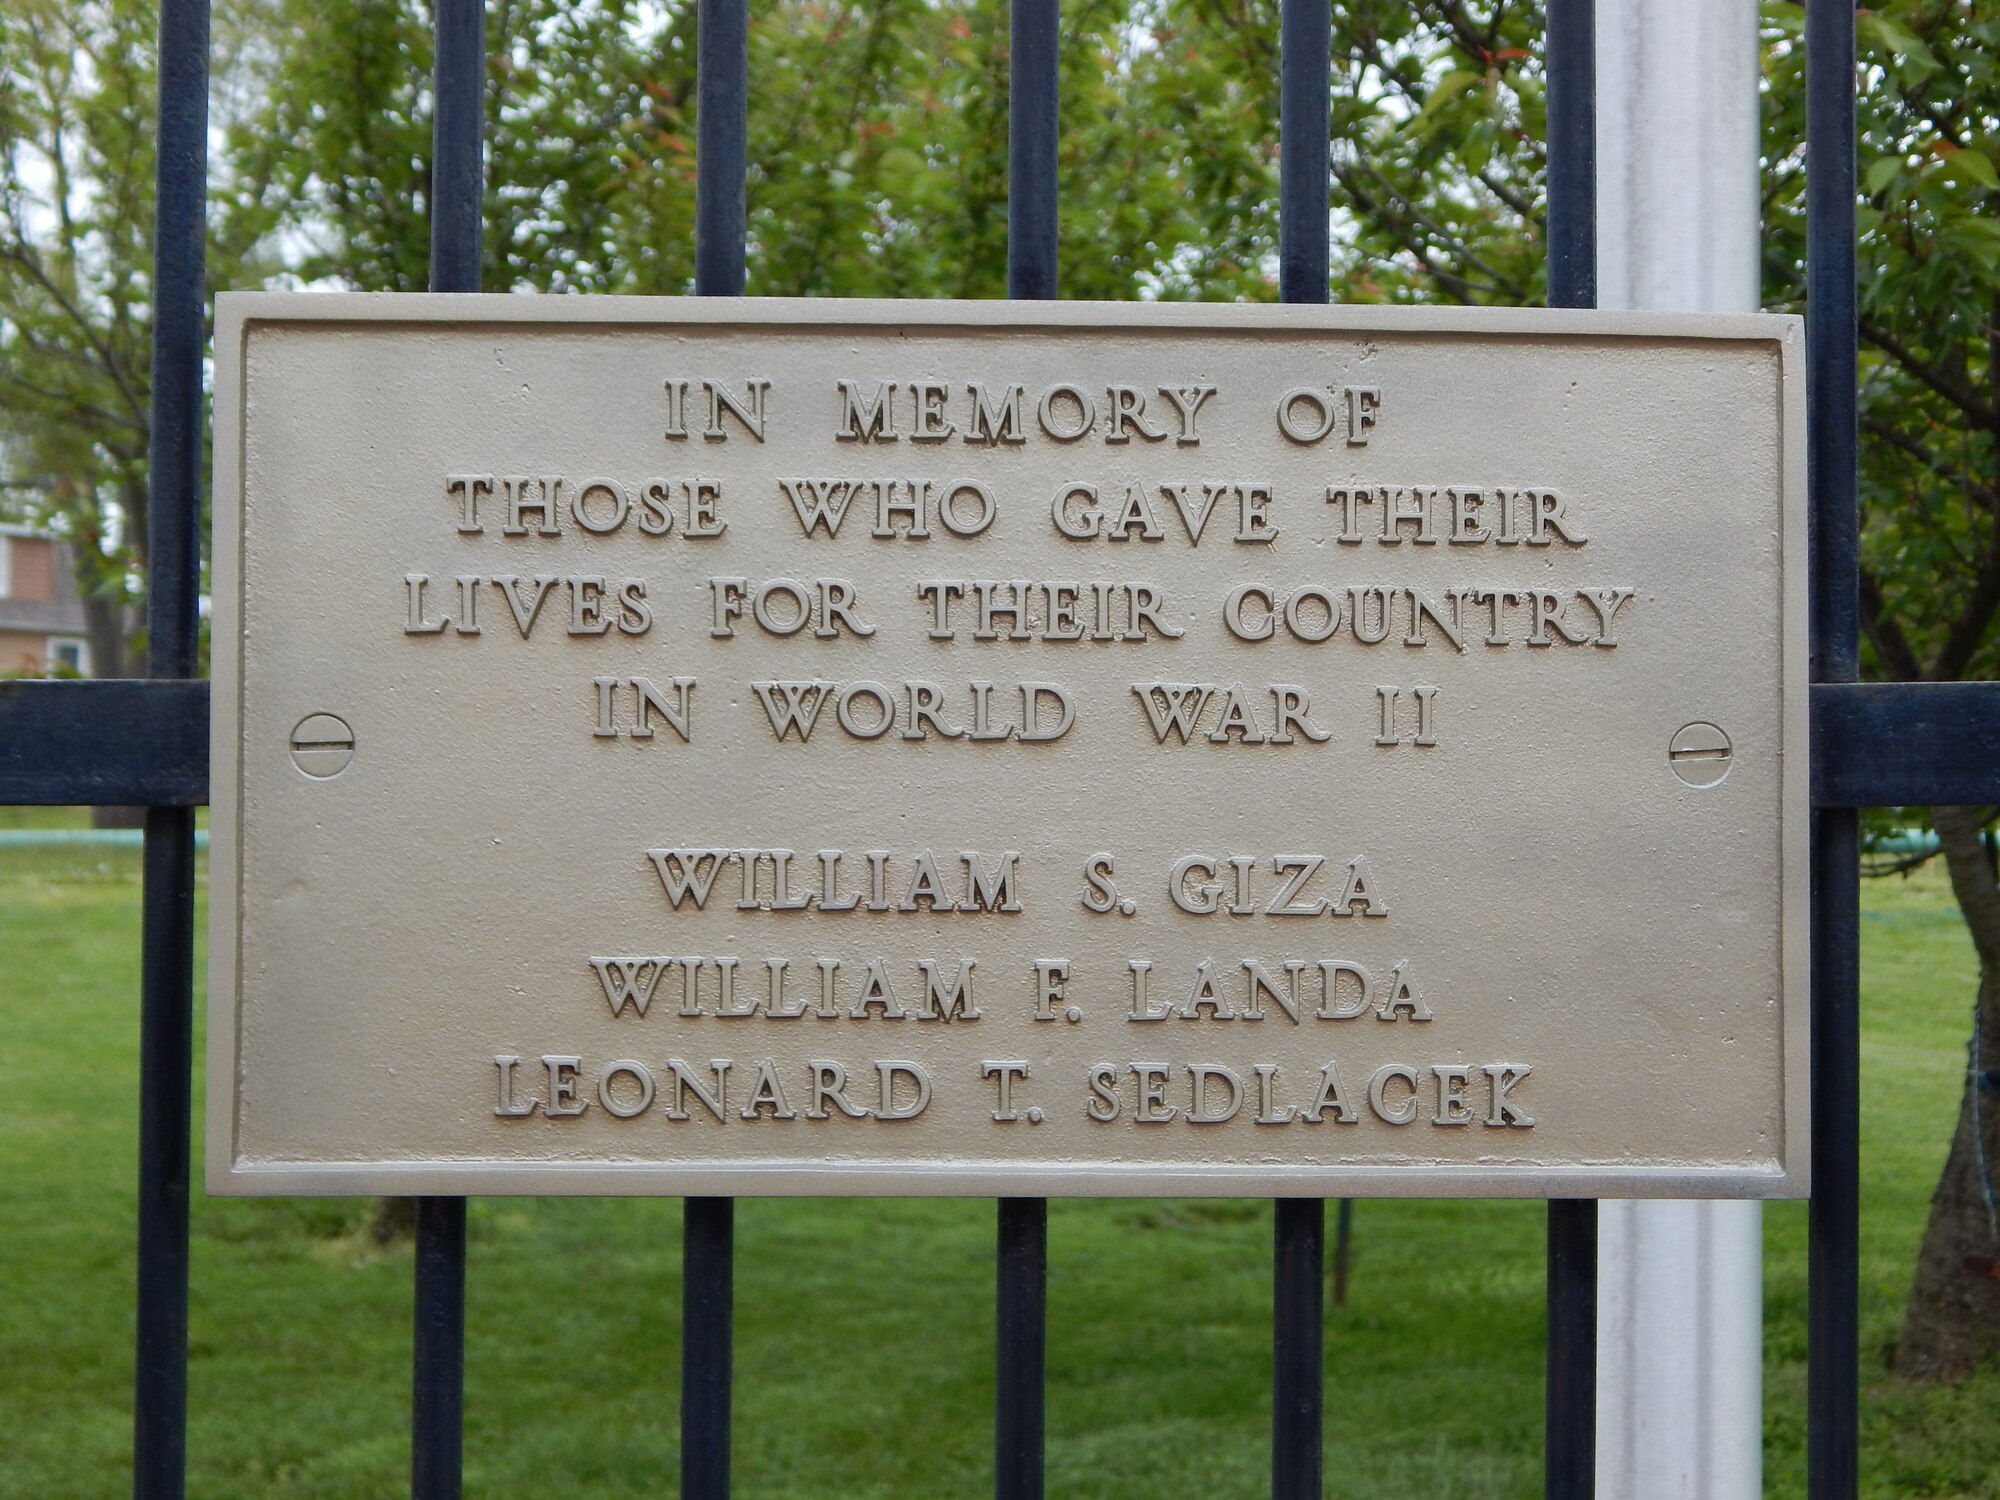 IN MEMORY OF
THOSE WHO GAVE THEIR
LIVES FOR THEIR COUNTRY
IN WORLD WAR II
WILLIAM S. GIZA
WILLIAM F. LANDA
LEONARD T. SEDLACEK